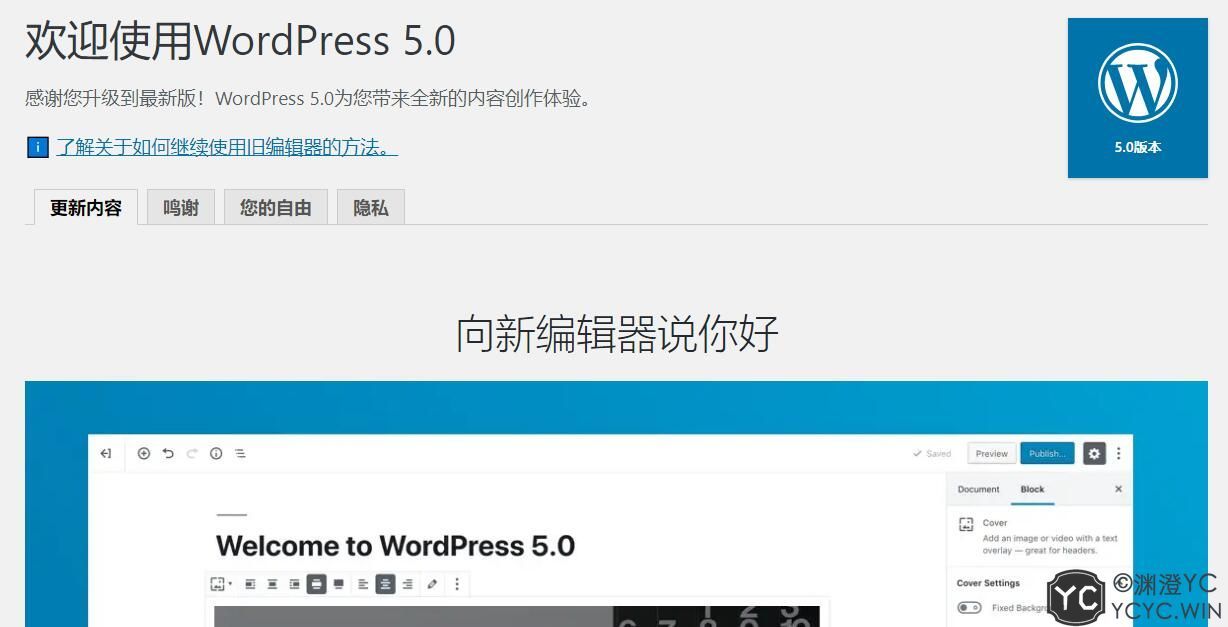 欢迎使用WordPress 5.0
感谢您升级到最新版！WordPress 5.0为您带来全新的内容创作体验。
i 了解关于如何继续使用旧编辑器的方法。
5.0版本
更新内容 鸣谢 您的自由 隐私
向新编辑器说你好
Saved Preview Publish...
Document Block
Welcome to WordPress 5.0
Cover
Add an image or video with a text
overlay — great for headers.
Cover Settings
Fixed
YC ©渊澄YC
YCYC.WIN